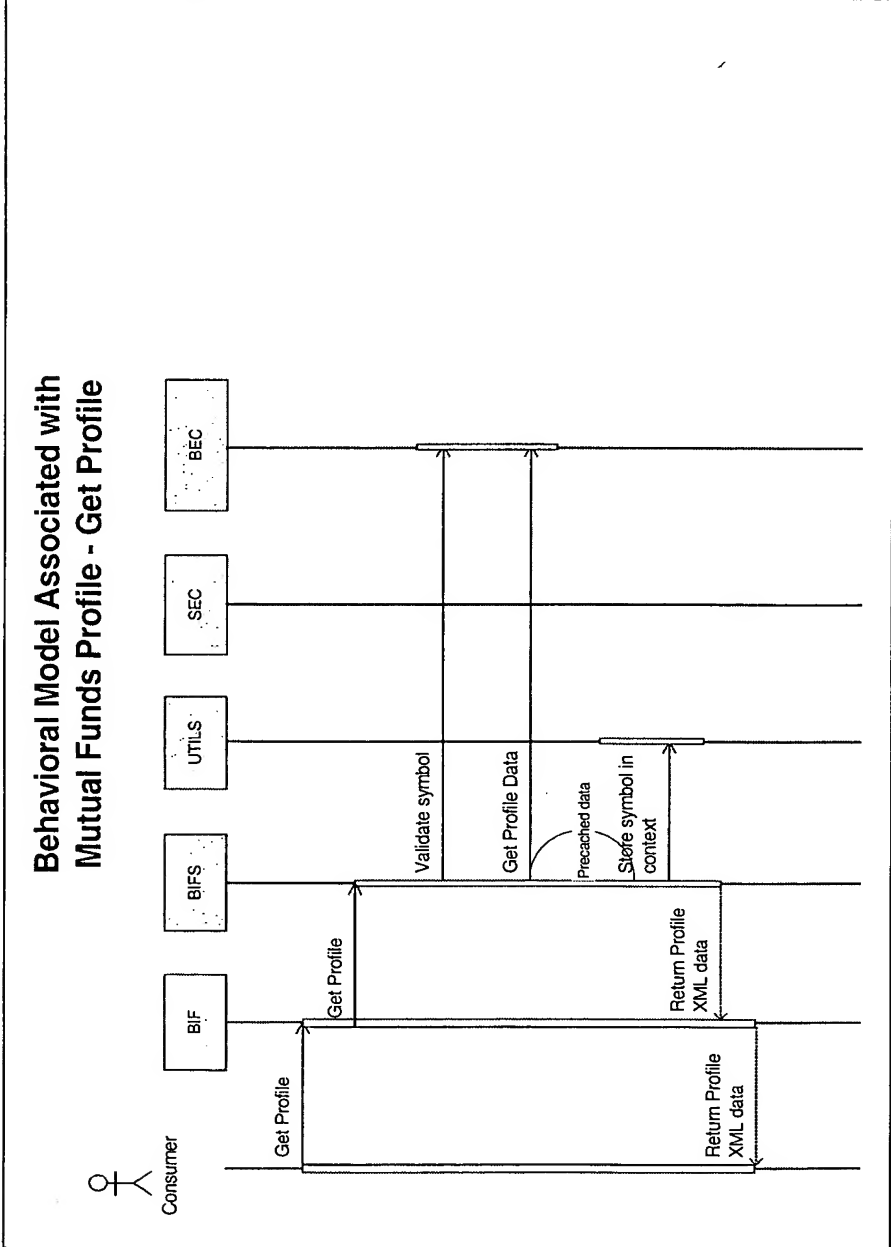 Behavioral Model Associated with
Mutual Funds Profile - Get Profile
Consumer
BIF
BIFS
UTILS
SEC
BEC
Get Profile
Get Profile
Validate symbol
Get Profile Data
Precached data
Store symbol in
context
Return Profile
XML data
Return Profile
XML data